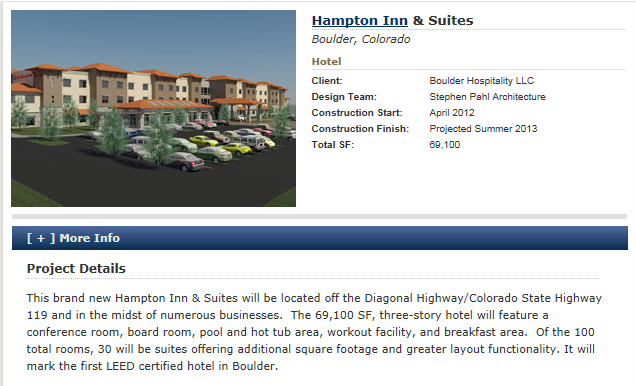 Hampton Inn & Suites
Boulder, Colorado
Hotel
Client: Boulder Hospitality LLC
Design Team: Stephen Pahl Architecture
Construction Start: April 2012
Construction Finish: Projected Summer 2013
Total SF: 69,100
[ + ] More Info
Project Details
This brand new Hampton Inn & Suites will be located off the Diagonal Highway/Colorado State Highway
119 and in the midst of numerous businesses.  The 69,100 SF, three-story hotel will feature a
conference room, board room, pool and hot tub area, workout facility, and breakfast area.  Of the 100
total rooms, 30 will be suites offering additional square footage and greater layout functionality. It will
mark the first LEED certified hotel in Boulder.